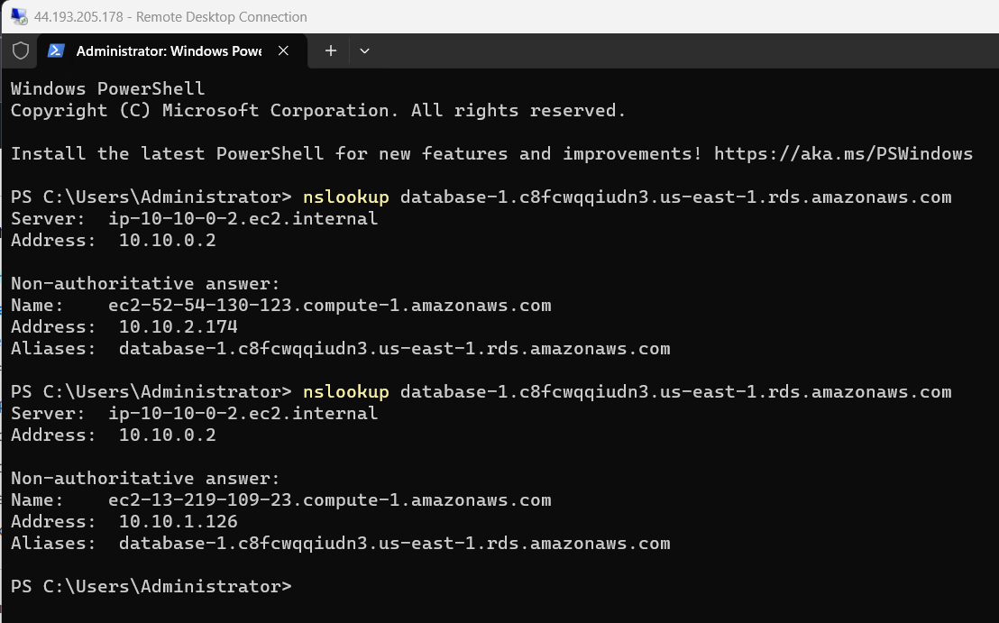 44.193.205.178 - Remote Desktop Connection
Administrator: Windows Powe
Windows PowerShell
Copyright (C) Microsoft Corporation. All rights reserved.
Install the latest PowerShell for new features and improvements! https://aka.ms/PSWindows
PS C:\Users\Administrator> nslookup database-1.c8fcwqqiudn3.us-east-1.rds.amazonaws.com
Server:  ip-10-10-0-2.ec2.internal
Address:  10.10.0.2
Non-authoritative answer:
Name:    ec2-52-54-130-123.compute-1.amazonaws.com
Address:  10.10.2.174
Aliases:  database-1.c8fcwqqiudn3.us-east-1.rds.amazonaws.com
PS C:\Users\Administrator> nslookup database-1.c8fcwqqiudn3.us-east-1.rds.amazonaws.com
Server:  ip-10-10-0-2.ec2.internal
Address:  10.10.0.2
Non-authoritative answer:
Name:    ec2-13-219-109-23.compute-1.amazonaws.com
Address:  10.10.1.126
Aliases:  database-1.c8fcwqqiudn3.us-east-1.rds.amazonaws.com
PS C:\Users\Administrator>